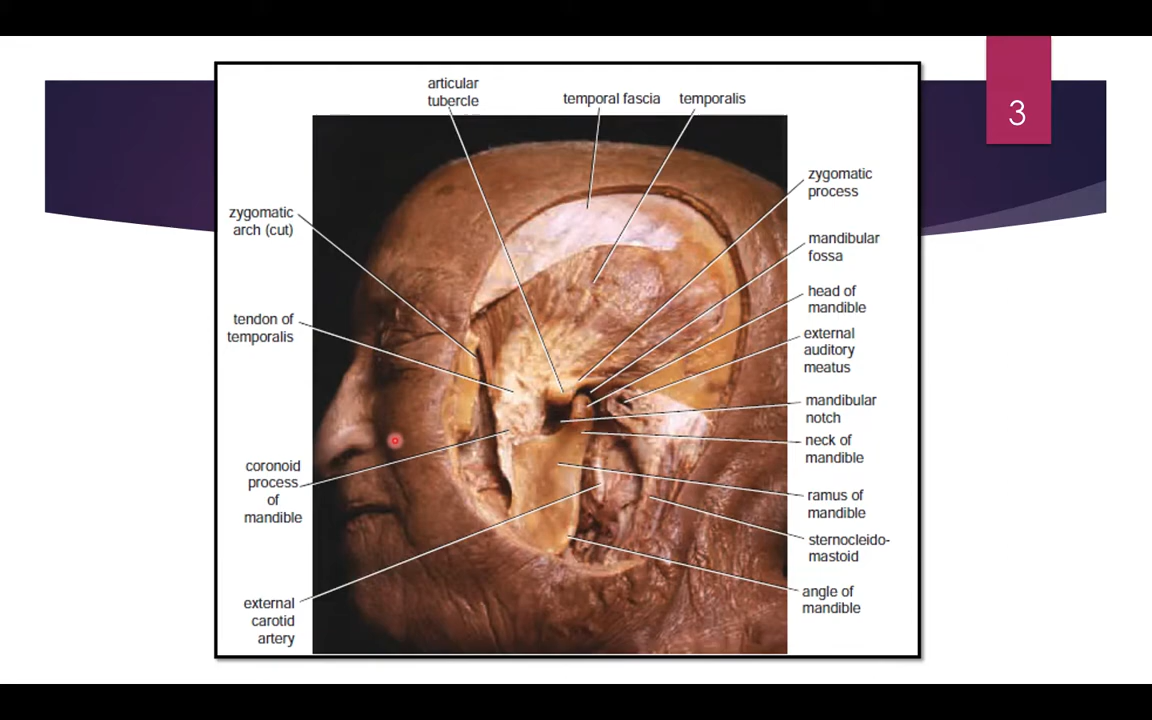 3
articular
tubercle
temporal fascia
temporalis
zygomatic
process
zygomatic
arch (cut)
mandibular
fossa
head of
mandible
tendon of
temporalis
external
auditory
meatus
mandibular
notch
neck of
mandible
coronoid
process
of
mandible
ramus of
mandible
sternocleido-
mastoid
angle of
mandible
external
carotid
artery